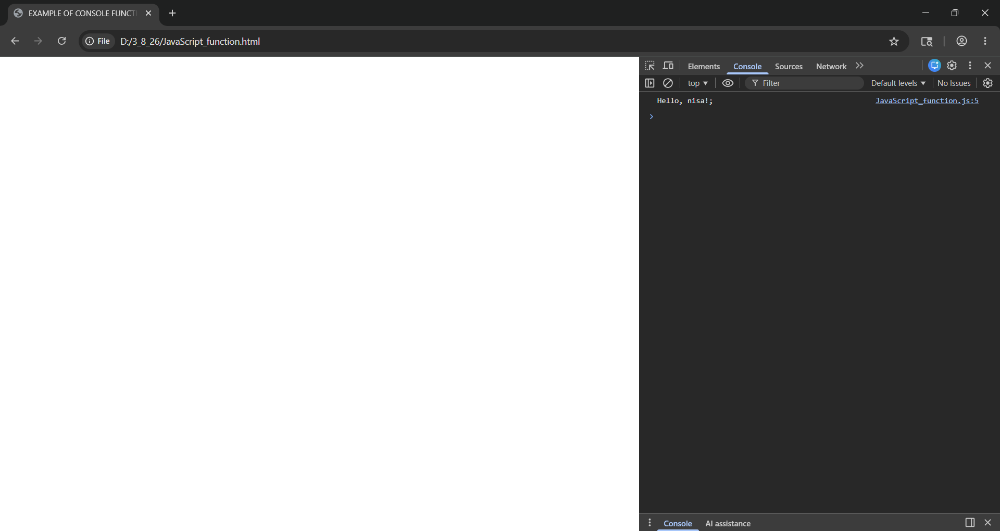 EXAMPLE OF CONSOLE FUNCTI
File D:/3_8_26/JavaScript_function.html
Elements Console Sources Network
top Filter Default levels No Issues
Hello, nisa!; JavaScript_function.js:5
Console AI assistance